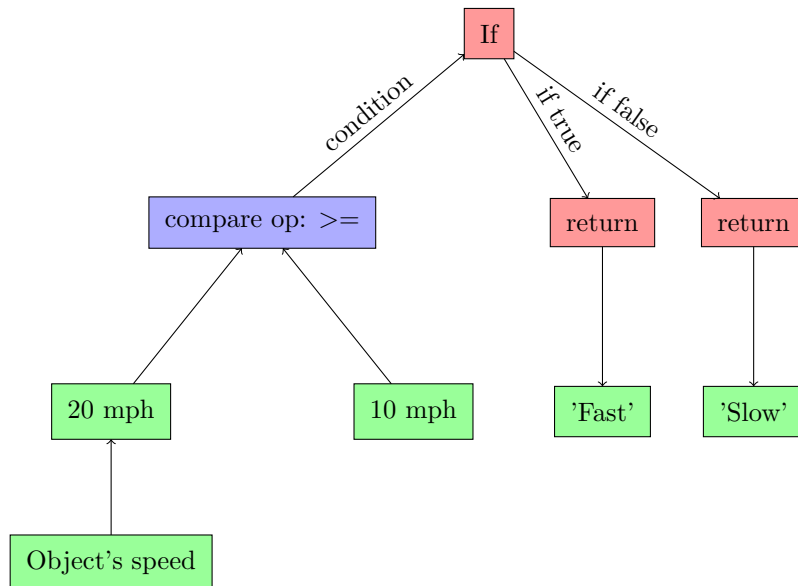 If
condition
if true
if false
compare op: >=
return
return
20 mph
10 mph
'Fast'
'Slow'
Object's speed